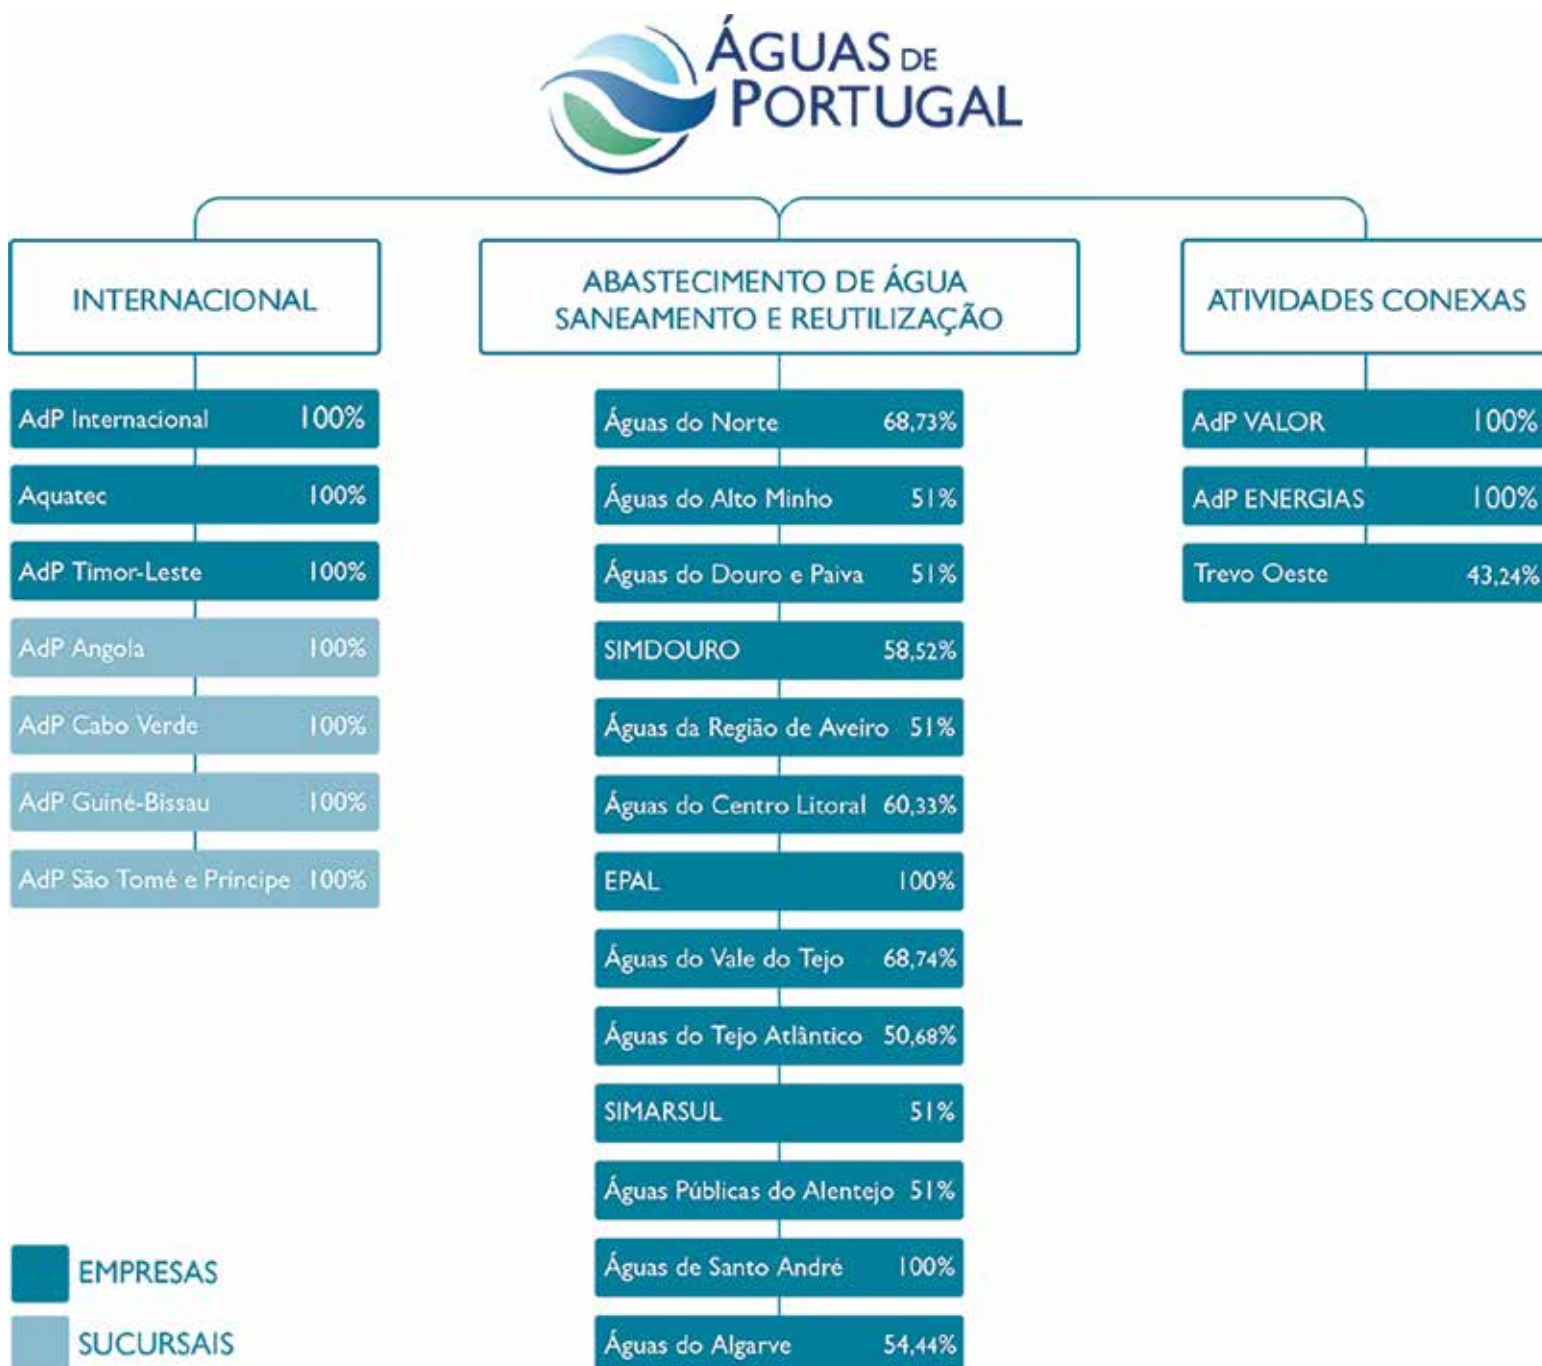 ÁGUAS DE
PORTUGAL
INTERNACIONAL
AdP Internacional 100%
Aquatec 100%
AdP Timor-Leste 100%
AdP Angola 100%
AdP Cabo Verde 100%
AdP Guiné-Bissau 100%
AdP São Tomé e Principe 100%
ABASTECIMENTO DE ÁGUA
SANEAMENTO E REUTILIZAÇÃO
Águas do Norte 68,73%
Águas do Alto Minho 51%
Águas do Douro e Paiva 51%
SIMDOURO 58,52%
Águas da Região de Aveiro 51%
Águas do Centro Litoral 60,33%
EPAL 100%
Águas do Vale do Tejo 68,74%
Águas do Tejo Atlântico 50,68%
SIMARSUL 51%
Águas Públicas do Alentejo 51%
Águas de Santo André 100%
Águas do Algarve 54,44%
ATIVIDADES CONEXAS
AdP VALOR 100%
AdP ENERGIAS 100%
Trevo Oeste 43,24%
EMPRESAS
SUCURSAIS